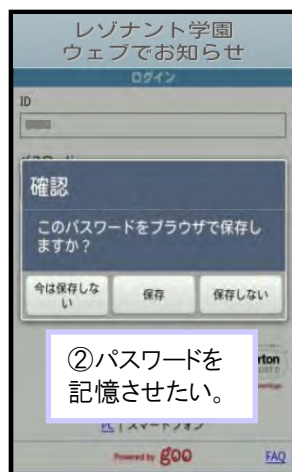 レゾナント学園
ウェブでお知らせ
ログイン
ID
確認
このパスワードをブラウザで保存し
ますか？
今は保存しな
い
保存
保存しない
②パスワードを
記憶させたい。
rton
PC | スマートフォン
Powered by goo
FAQ